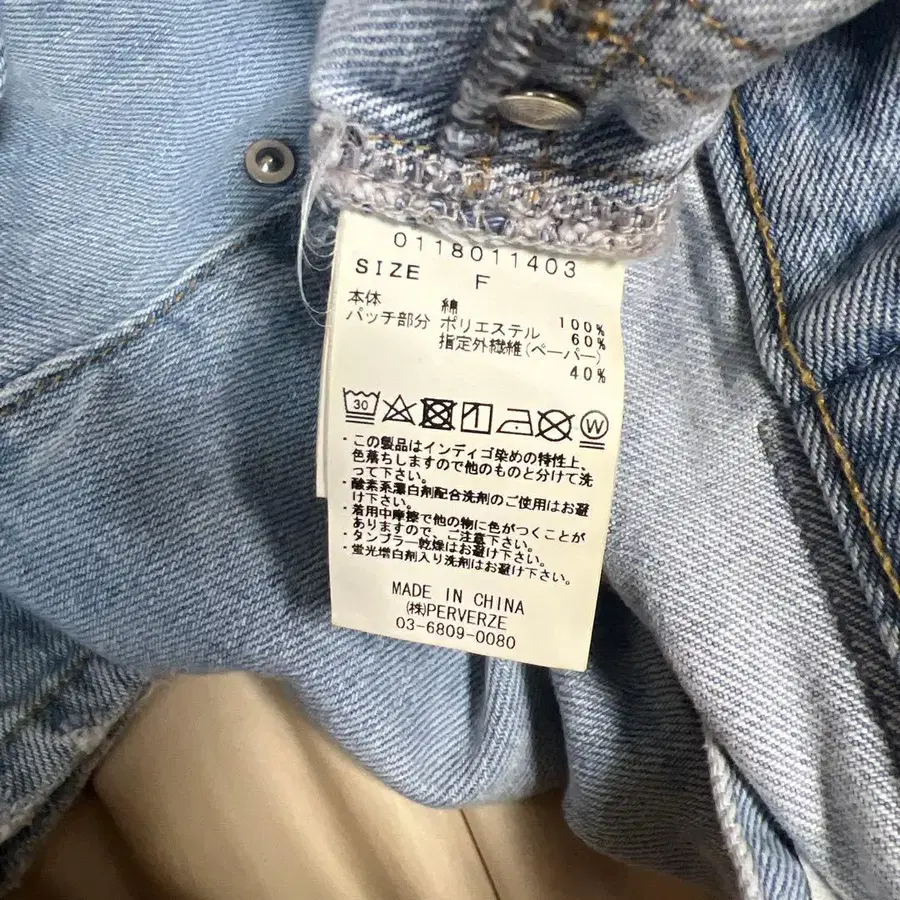 0118011403
SIZE F
本体 綿 100%
パッチ部分 ポリエステル 60%
指定外繊維(ペーパー)
40%
30 W
・この製品はインディゴ染めの特性上、
色落ちしますので他のものと分けて洗
って下さい。
・酸素系漂白剤配合洗剤のご使用はお避
け下さい。
・着用中摩擦で他の物に色がつくことが
ありますので、ご注意下さい。
・タンブラー乾燥はお避け下さい。
・蛍光増白剤入り洗剤はお避け下さい。
MADE IN CHINA
㈱PERVERZE
03-6809-0080